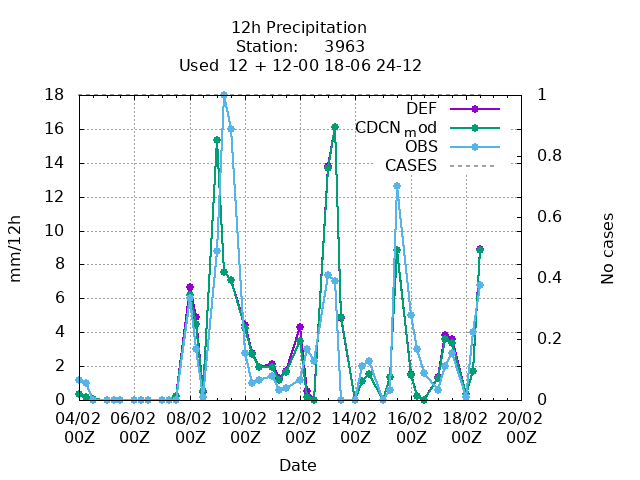 12h Precipitation
Station: 3963
Used 12 + 12-00 18-06 24-12
DEF
CDCN_mod
OBS
CASES
mm/12h
18
16
14
12
10
8
6
4
2
0
No cases
1
0.8
0.6
0.4
0.2
0
04/02 06/02 08/02 10/02 12/02 14/02 16/02 18/02 20/02
00Z 00Z 00Z 00Z 00Z 00Z 00Z 00Z 00Z
Date